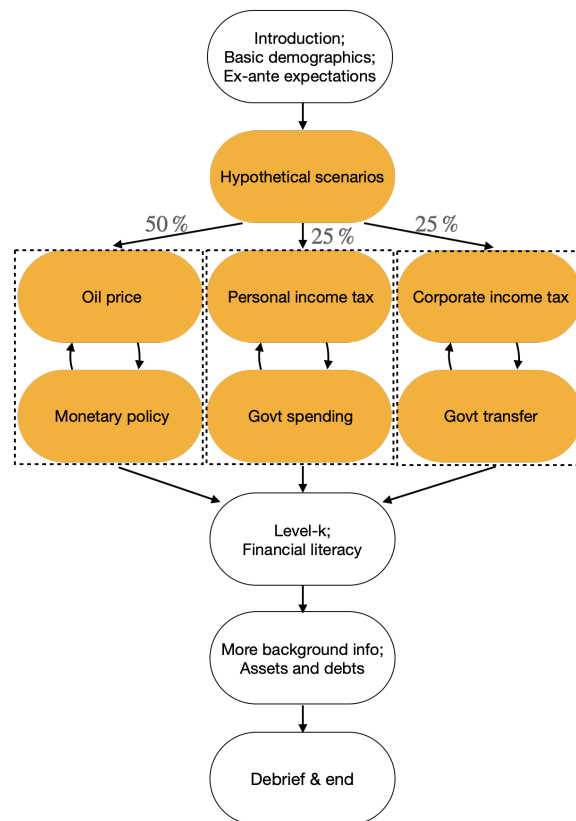 Introduction;
Basic demographics;
Ex-ante expectations
Hypothetical scenarios
50 %
25 %
25 %
Oil price
Personal income tax
Corporate income tax
Monetary policy
Govt spending
Govt transfer
Level-k;
Financial literacy
More background info;
Assets and debts
Debrief & end